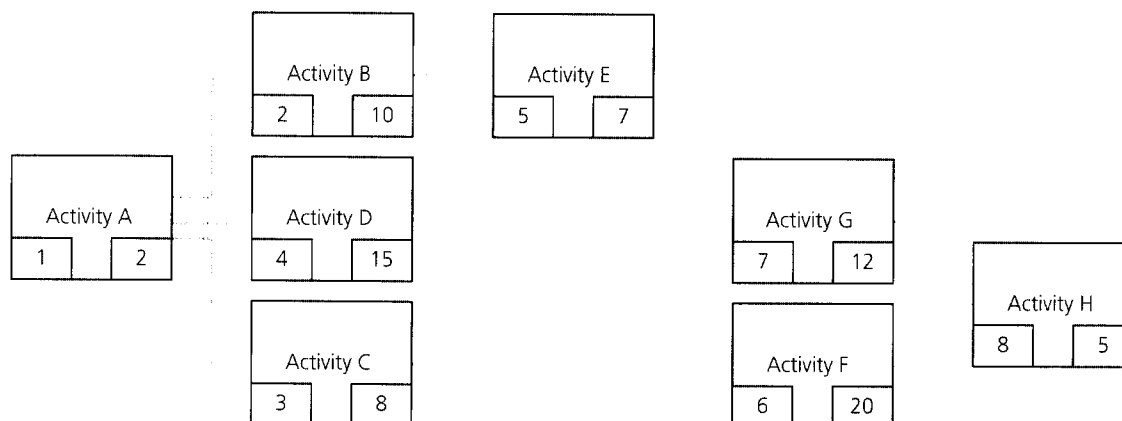 Activity A
1 2
Activity B
2 10
Activity D
4 15
Activity C
3 8
Activity E
5 7
Activity G
7 12
Activity F
6 20
Activity H
8 5